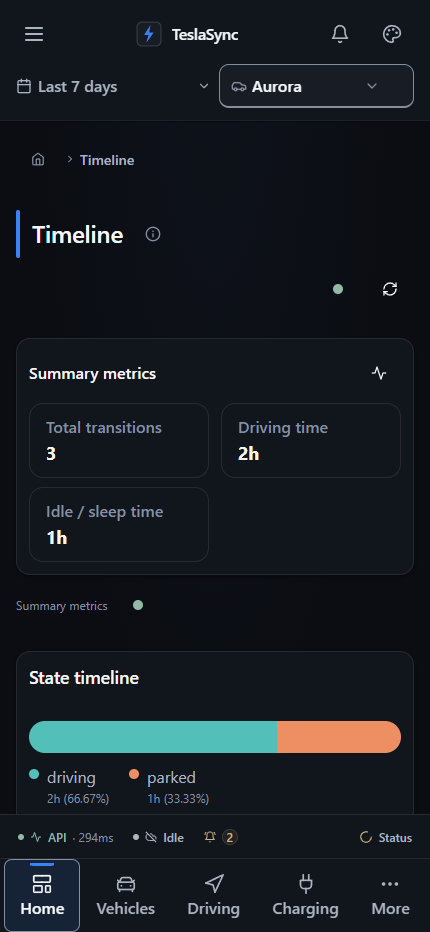 TeslaSync
Last 7 days
Aurora
Timeline
Timeline
Summary metrics
Total transitions
3
Driving time
2h
Idle / sleep time
1h
Summary metrics
State timeline
driving
2h (66.67%)
parked
1h (33.33%)
API · 294ms
Idle
2
Status
Home
Vehicles
Driving
Charging
More